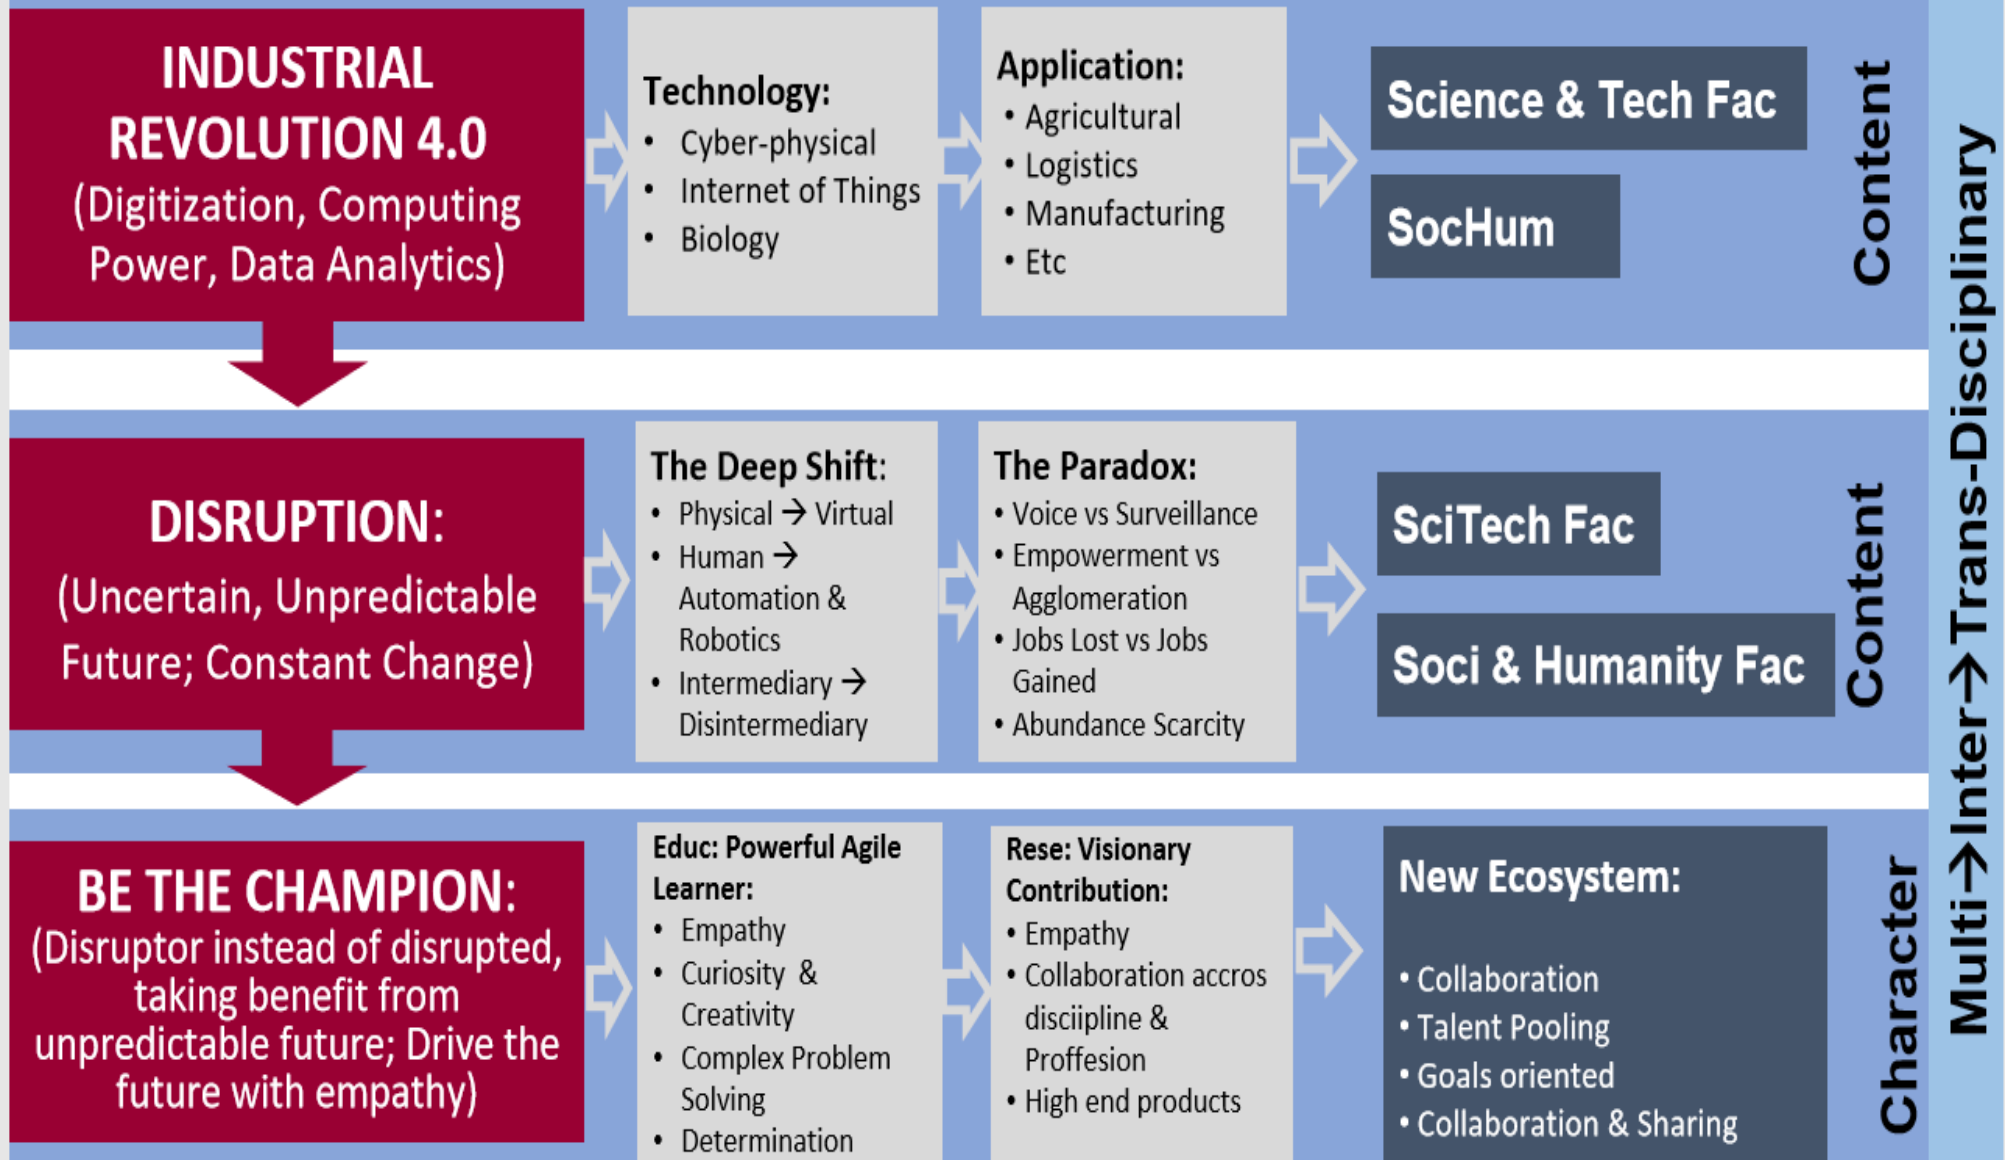 INDUSTRIAL
REVOLUTION 4.0
(Digitization, Computing
Power, Data Analytics)
Technology:
• Cyber-physical
• Internet of Things
• Biology
Application:
• Agricultural
• Logistics
• Manufacturing
• Etc
Science & Tech Fac
SocHum
Content
DISRUPTION:
(Uncertain, Unpredictable
Future; Constant Change)
The Deep Shift:
• Physical → Virtual
• Human →
Automation &
Robotics
• Intermediary →
Disintermediary
The Paradox:
• Voice vs Surveillance
• Empowerment vs
Agglomeration
• Jobs Lost vs Jobs
Gained
• Abundance Scarcity
SciTech Fac
Soci & Humanity Fac
Content
BE THE CHAMPION:
(Disruptor instead of disrupted,
taking benefit from
unpredictable future; Drive the
future with empathy)
Educ: Powerful Agile
Learner:
• Empathy
• Curiosity &
Creativity
• Complex Problem
Solving
• Determination
Rese: Visionary
Contribution:
• Empathy
• Collaboration accros
disciipline &
Proffesion
• High end products
New Ecosystem:
• Collaboration
• Talent Pooling
• Goals oriented
• Collaboration & Sharing
Character
Multi→Inter→Trans-Disciplinary